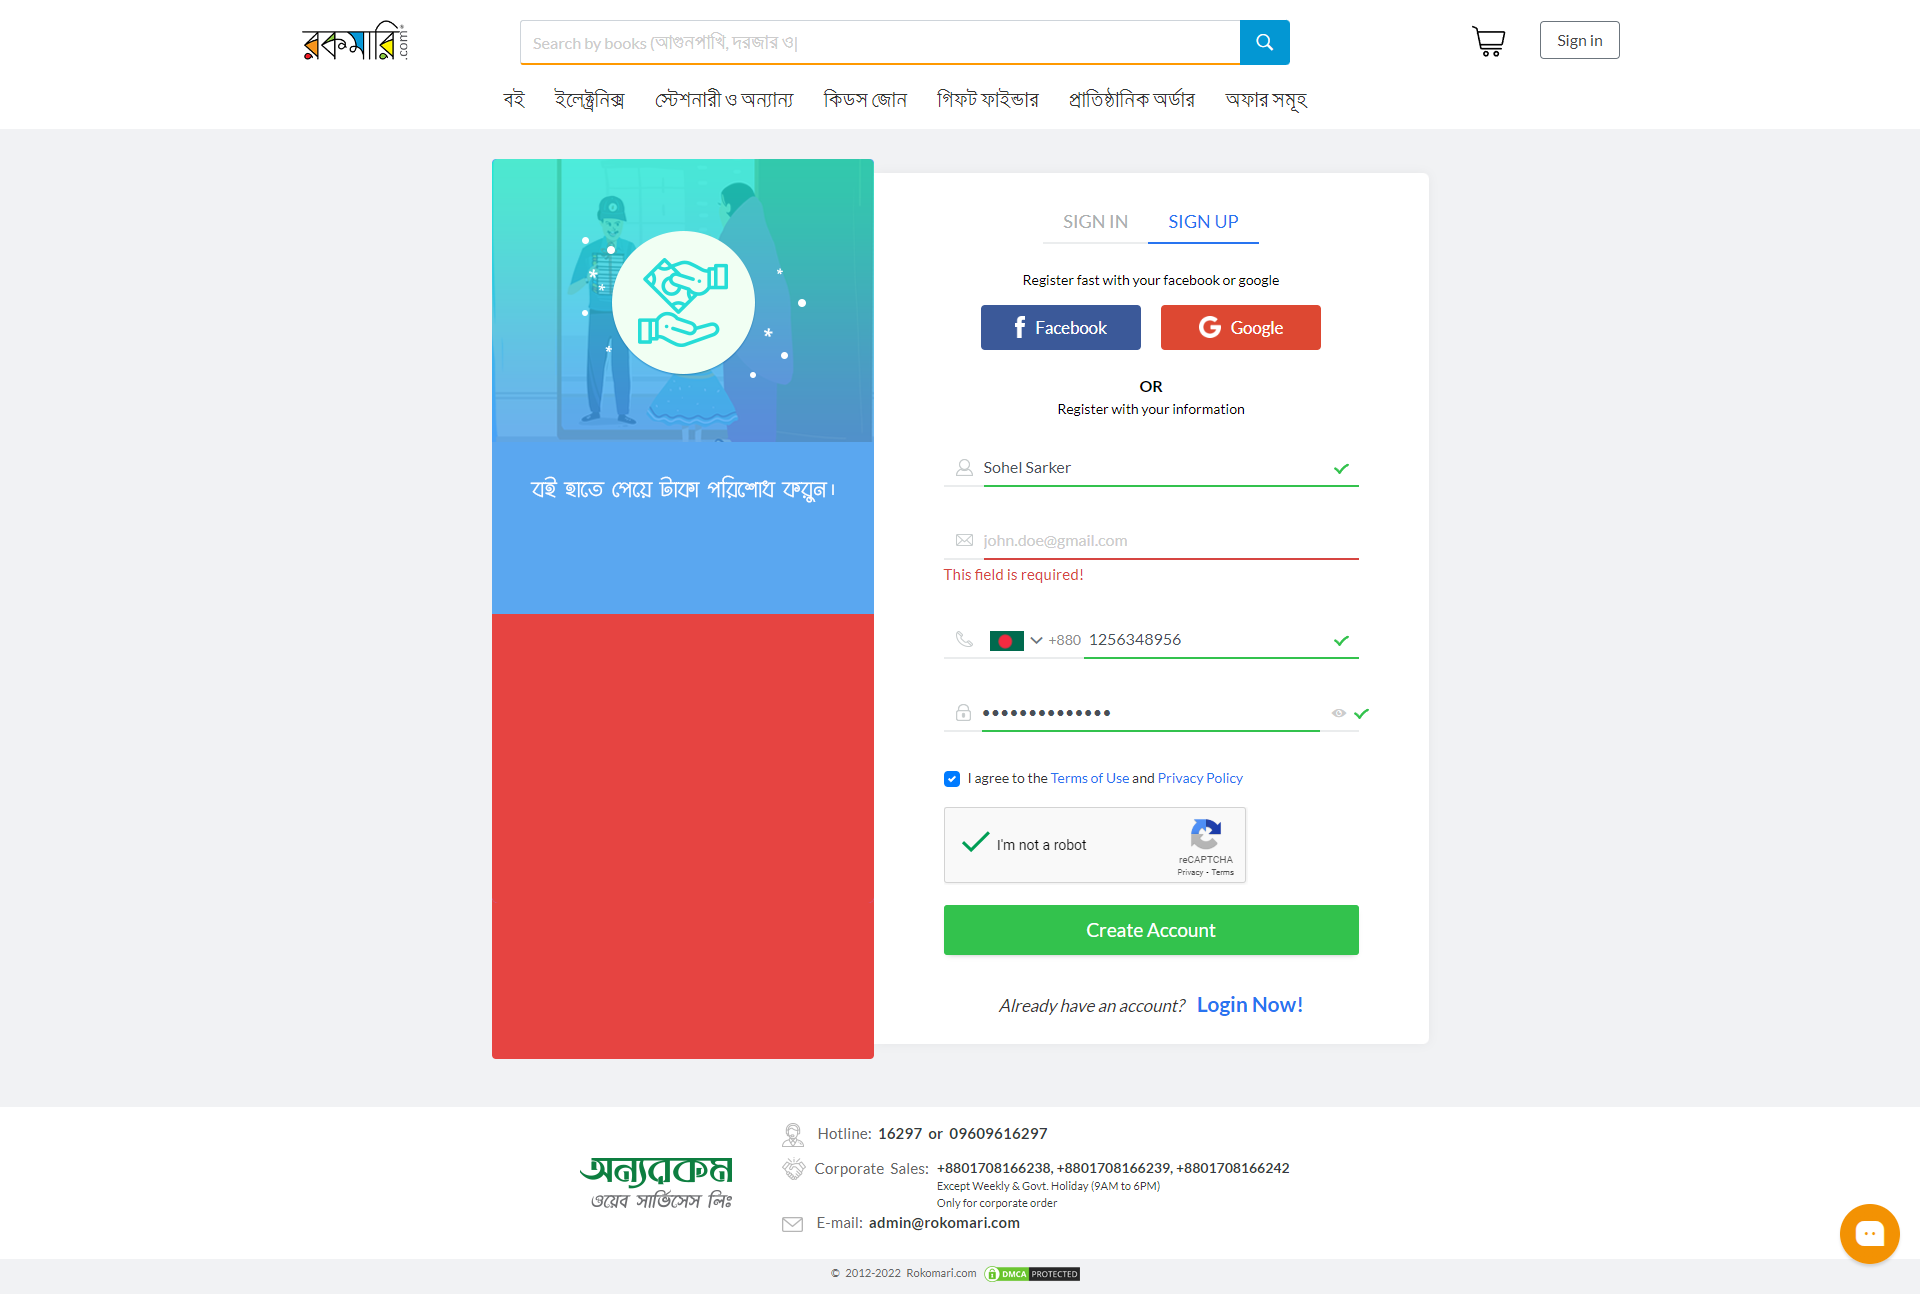 রকমারি.com
Search by books (আগুনপাখি, দরজার ও|
Sign in
বই ইলেক্ট্রনিক্স স্টেশনারী ও অন্যান্য কিডস জোন গিফট ফাইন্ডার প্রাতিষ্ঠানিক অর্ডার অফার সমূহ
বই হাতে পেয়ে টাকা পরিশোধ করুন।
SIGN IN SIGN UP
Register fast with your facebook or google
Facebook Google
OR
Register with your information
Sohel Sarker
john.doe@gmail.com
This field is required!
+880 1256348956
I agree to the Terms of Use and Privacy Policy
I'm not a robot
reCAPTCHA
Privacy - Terms
Create Account
Already have an account? Login Now!
অন্যরকম
ওয়েব সার্ভিসেস লিঃ
Hotline: 16297 or 09609616297
Corporate Sales: +8801708166238, +8801708166239, +8801708166242
Except Weekly & Govt. Holiday (9AM to 6PM)
Only for corporate order
E-mail: admin@rokomari.com
© 2012-2022 Rokomari.com DMCA PROTECTED